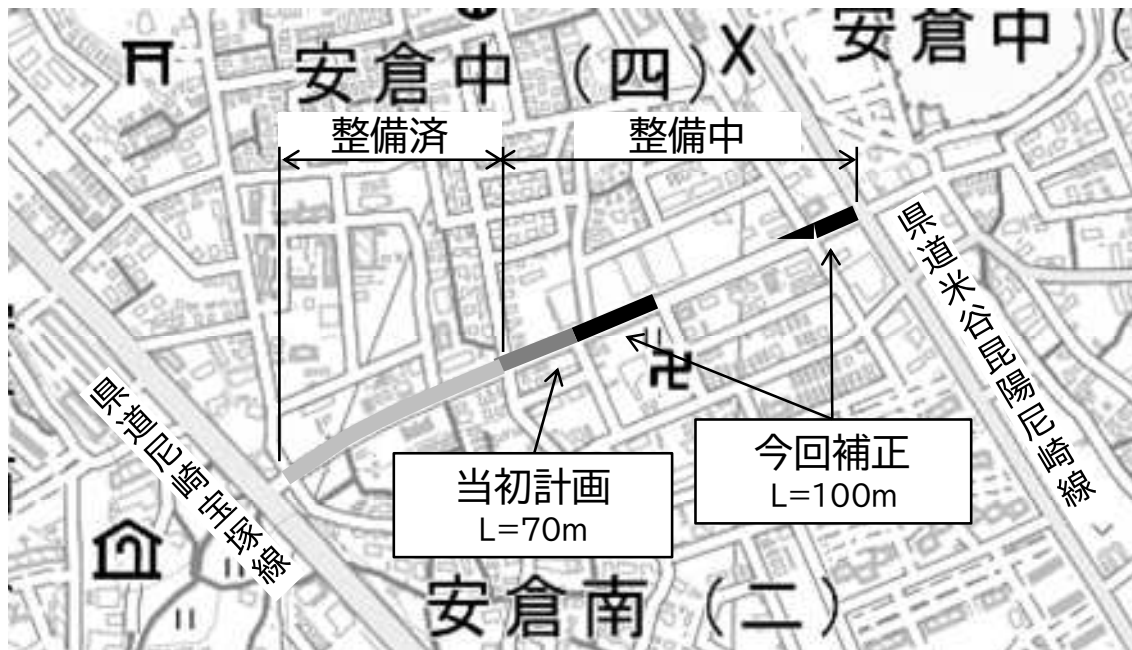 安倉中（四）
安倉中（
整備済
整備中
県道米谷昆陽尼崎線
県道尼崎宝塚線
当初計画
L=70m
今回補正
L=100m
安倉南（二）